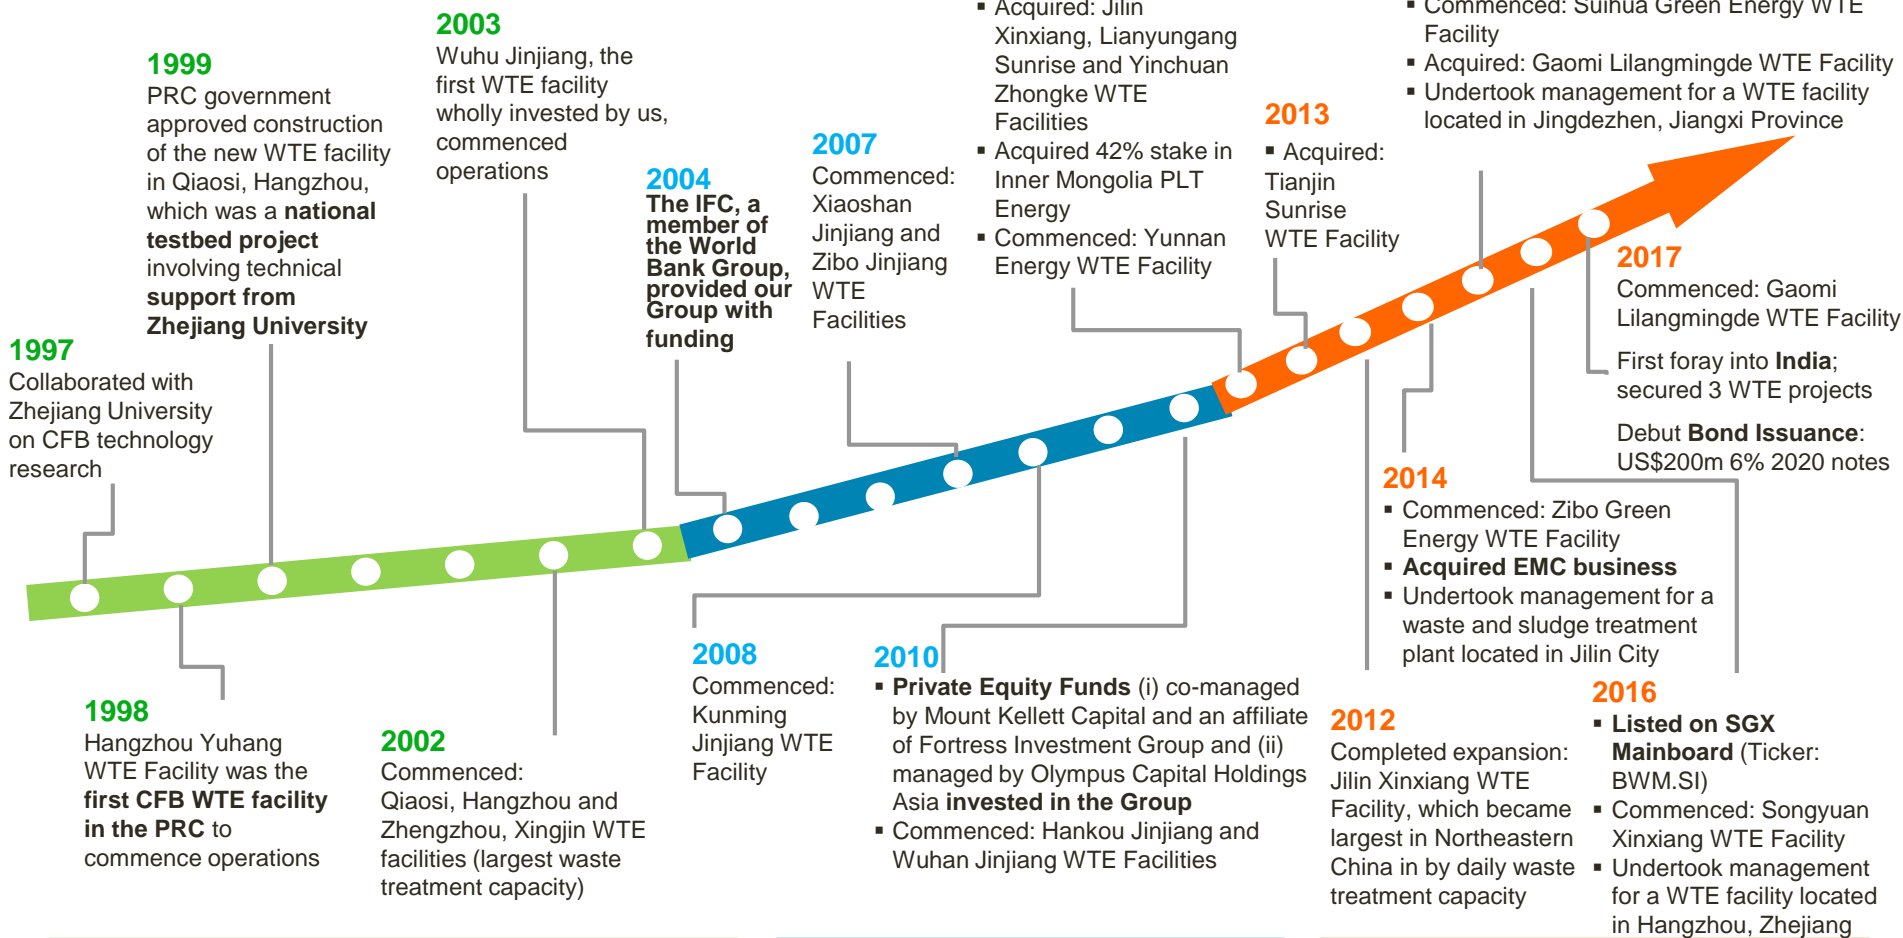 1997
Collaborated with
Zhejiang University
on CFB technology
research
1998
Hangzhou Yuhang
WTE Facility was the
first CFB WTE facility
in the PRC to
commence operations
1999
PRC government
approved construction
of the new WTE facility
in Qiaosi, Hangzhou,
which was a national
testbed project
involving technical
support from
Zhejiang University
2002
Commenced:
Qiaosi, Hangzhou and
Zhengzhou, Xingjin WTE
facilities (largest waste
treatment capacity)
2003
Wuhu Jinjiang, the
first WTE facility
wholly invested by us,
commenced
operations
2004
The IFC, a
member of
the World
Bank Group,
provided our
Group with
funding
2007
Commenced:
Xiaoshan
Jinjiang and
Zibo Jinjiang
WTE
Facilities
2008
Commenced:
Kunming
Jinjiang WTE
Facility
2010
▪ Private Equity Funds (i) co-managed
by Mount Kellett Capital and an affiliate
of Fortress Investment Group and (ii)
managed by Olympus Capital Holdings
Asia invested in the Group
▪ Commenced: Hankou Jinjiang and
Wuhan Jinjiang WTE Facilities
▪ Acquired: Jilin
Xinxiang, Lianyungang
Sunrise and Yinchuan
Zhongke WTE
Facilities
▪ Acquired 42% stake in
Inner Mongolia PLT
Energy
▪ Commenced: Yunnan
Energy WTE Facility
2012
Completed expansion:
Jilin Xinxiang WTE
Facility, which became
largest in Northeastern
China in by daily waste
treatment capacity
2013
▪ Acquired:
Tianjin
Sunrise
WTE Facility
2014
▪ Commenced: Zibo Green
Energy WTE Facility
▪ Acquired EMC business
▪ Undertook management for a
waste and sludge treatment
plant located in Jilin City
▪ Commenced: Suihua Green Energy WTE
Facility
▪ Acquired: Gaomi Lilangmingde WTE Facility
▪ Undertook management for a WTE facility
located in Jingdezhen, Jiangxi Province
2016
▪ Listed on SGX
Mainboard (Ticker:
BWM.SI)
▪ Commenced: Songyuan
Xinxiang WTE Facility
▪ Undertook management
for a WTE facility located
in Hangzhou, Zhejiang
2017
Commenced: Gaomi
Lilangmingde WTE Facility
First foray into India;
secured 3 WTE projects
Debut Bond Issuance:
US$200m 6% 2020 notes